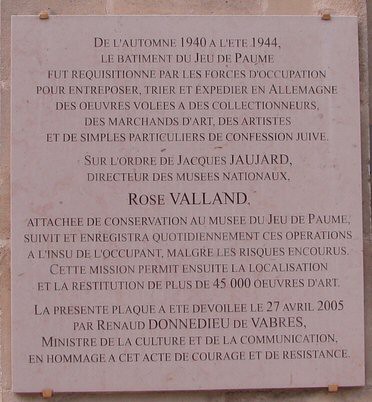 DE L'AUTOMNE 1940 A L'ETE 1944,
LE BATIMENT DU JEU DE PAUME
FUT REQUISITIONNE PAR LES FORCES D'OCCUPATION
POUR ENTREPOSER, TRIER ET EXPEDIER EN ALLEMAGNE
DES OEUVRES VOLEES A DES COLLECTIONNEURS,
DES MARCHANDS D'ART, DES ARTISTES
ET DE SIMPLES PARTICULIERS DE CONFESSION JUIVE.
SUR L'ORDRE DE JACQUES JAUJARD,
DIRECTEUR DES MUSEES NATIONAUX,
ROSE VALLAND,
ATTACHEE DE CONSERVATION AU MUSEE DU JEU DE PAUME,
SUIVIT ET ENREGISTRA QUOTIDIENNEMENT CES OPERATIONS
A L'INSU DE L'OCCUPANT, MALGRE LES RISQUES ENCOURUS.
CETTE MISSION PERMIT ENSUITE LA LOCALISATION
ET LA RESTITUTION DE PLUS DE 45 000 OEUVRES D'ART.
LA PRESENTE PLAQUE A ETE DEVOILEE LE 27 AVRIL 2005
PAR RENAUD DONNEDIEU DE VABRES,
MINISTRE DE LA CULTURE ET DE LA COMMUNICATION,
EN HOMMAGE A CET ACTE DE COURAGE ET DE RESISTANCE.